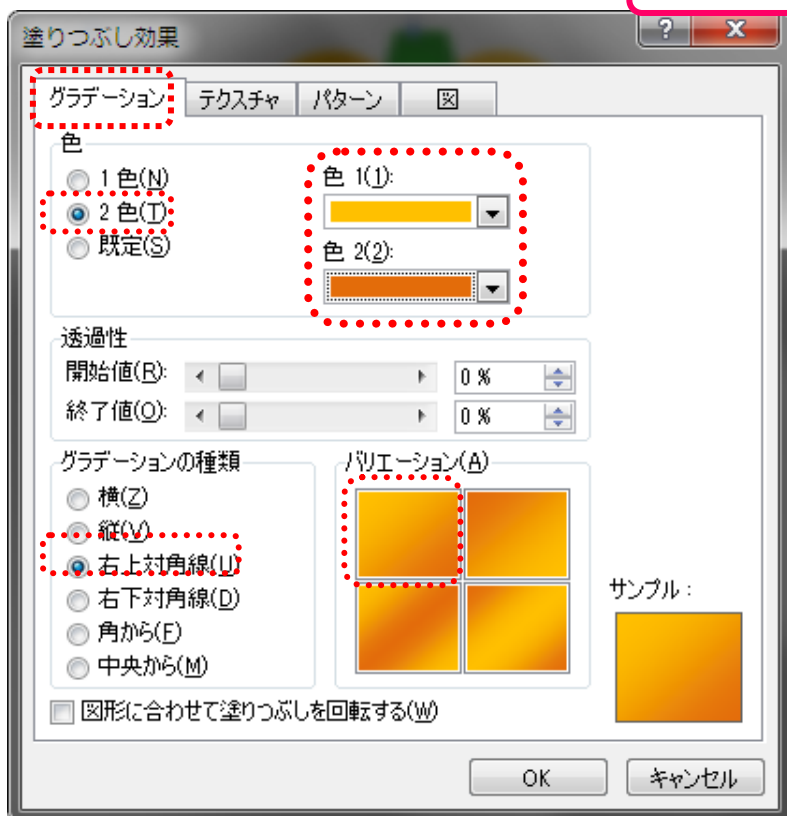 塗りつぶし効果
グラデーション テクスチャ パターン 図
色
1 色(N)
2 色(T)
既定(S)
色 1(1):
色 2(2):
透過性
開始値(R): 0 %
終了値(O): 0 %
グラデーションの種類
横(Z)
縦(V)
右上対角線(U)
右下対角線(D)
角から(F)
中央から(M)
バリエーション(A)
サンプル :
図形に合わせて塗りつぶしを回転する(W)
OK キャンセル